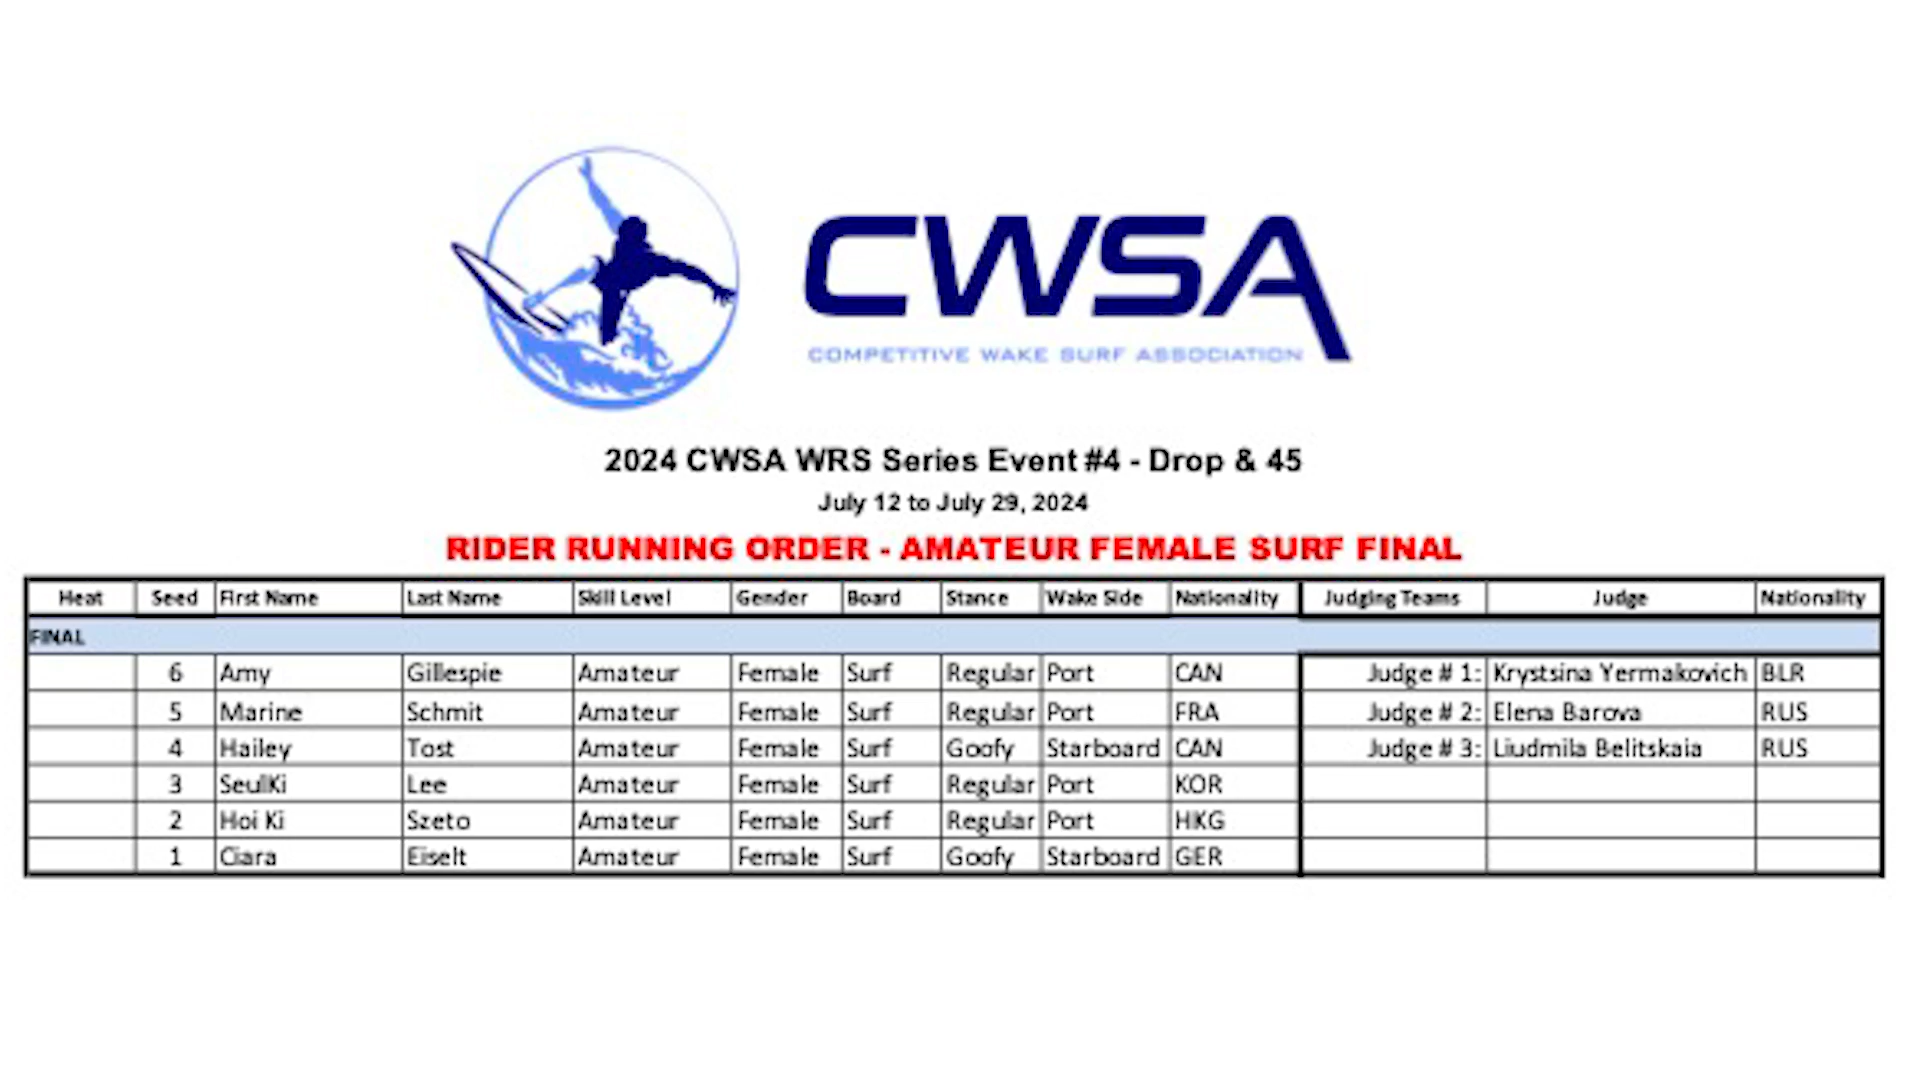 CWSA
COMPETITIVE WAKE SURF ASSOCIATION
2024 CWSA WRS Series Event #4 - Drop & 45
July 12 to July 29, 2024
RIDER RUNNING ORDER - AMATEUR FEMALE SURF FINAL
Heat Seed First Name Last Name Skill Level Gender Board Stance Wake Side Nationality Judging Teams Judge Nationality
FINAL
6 Amy Gillespie Amateur Female Surf Regular Port CAN Judge # 1: Krystsina Yermakovich BLR
5 Marine Schmit Amateur Female Surf Regular Port FRA Judge # 2: Elena Barova RUS
4 Hailey Tost Amateur Female Surf Goofy Starboard CAN Judge # 3: Liudmila Belitskaia RUS
3 SeulKi Lee Amateur Female Surf Regular Port KOR
2 Hoi Ki Szeto Amateur Female Surf Regular Port HKG
1 Ciara Eiselt Amateur Female Surf Goofy Starboard GER